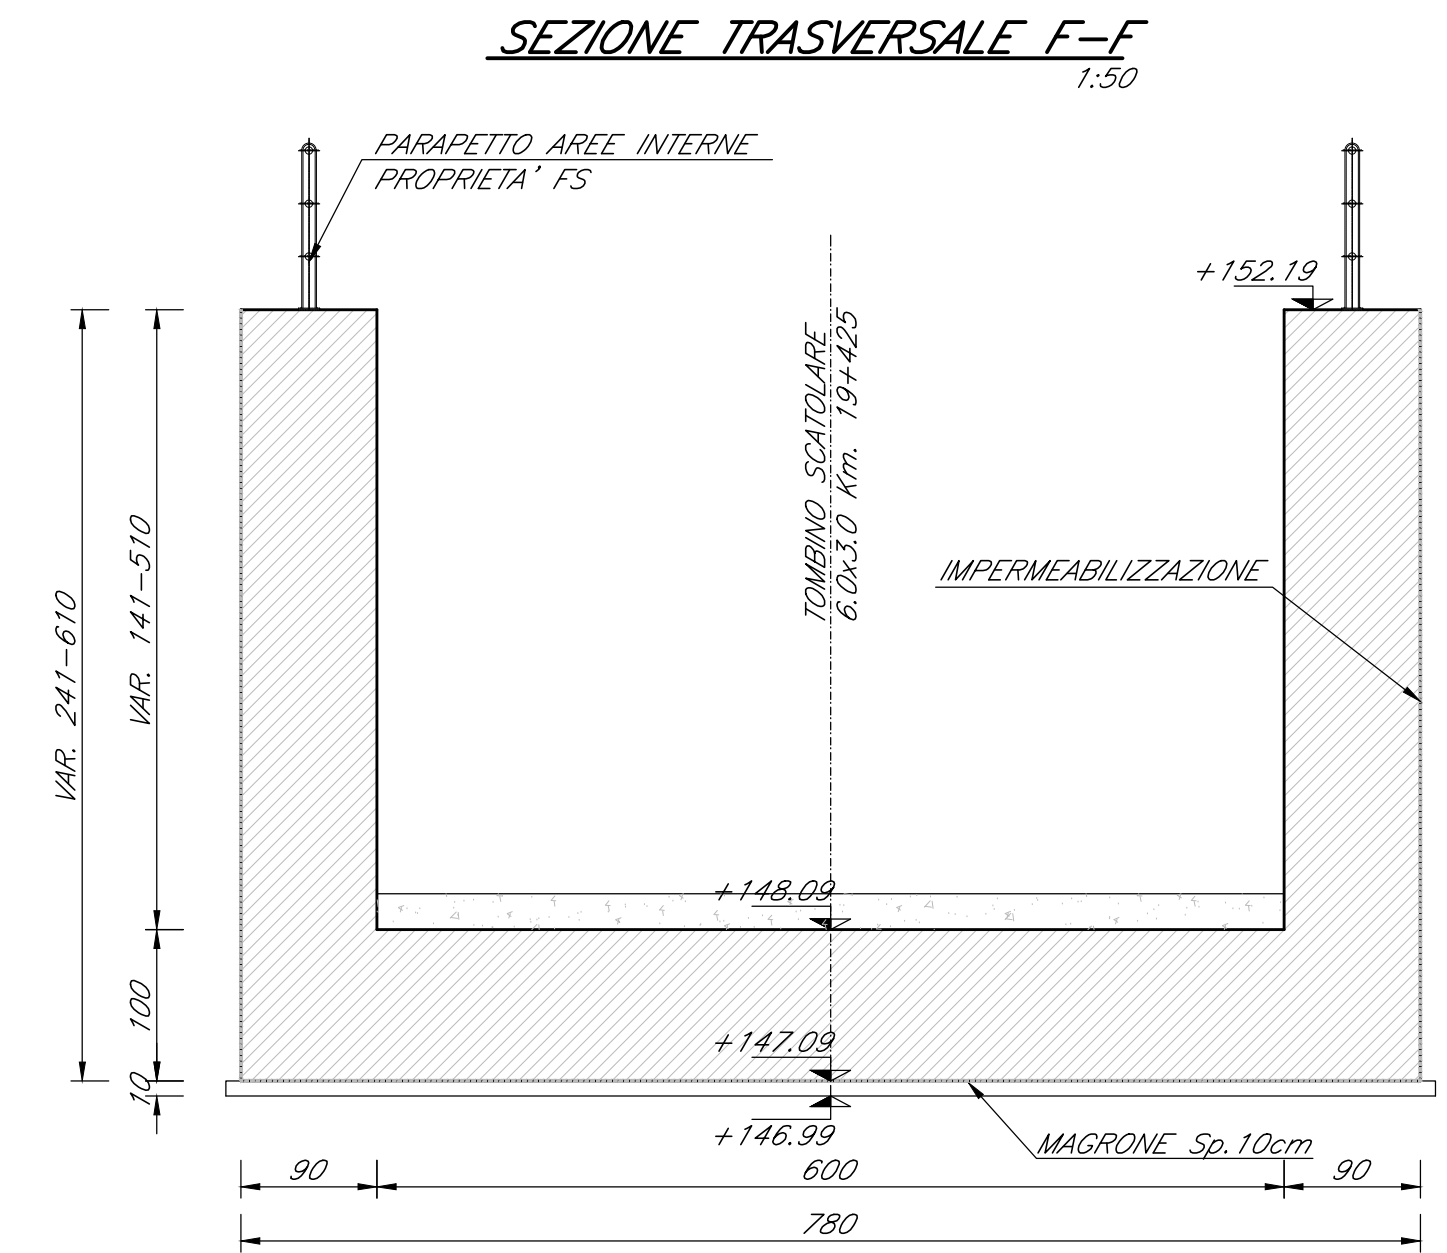 SEZIONE TRASVERSALE F-F
1:50
PARAPETTO AREE INTERNE
PROPRIETA' FS
+152.19
TOMBINO SCATOLARE
6.0x3.0 Km. 19+425
IMPERMEABILIZZAZIONE
VAR. 241-610
VAR. 141-510
+148.09
100
+147.09
10
+146.99
MAGRONE Sp.10cm
90
600
90
780